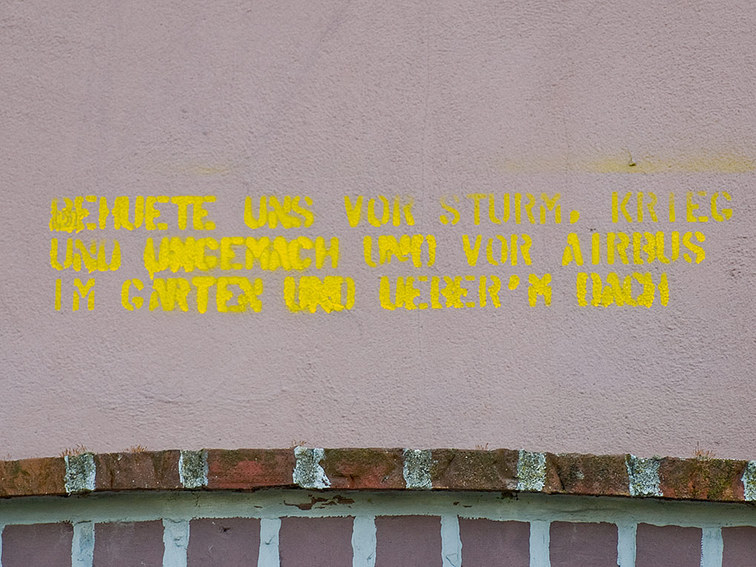 BEHUETE UNS VOR STURM, KRIEG
UND UNGEMACH UND VOR AIRBUS
IM GARTEN UND UEBER'M DACH